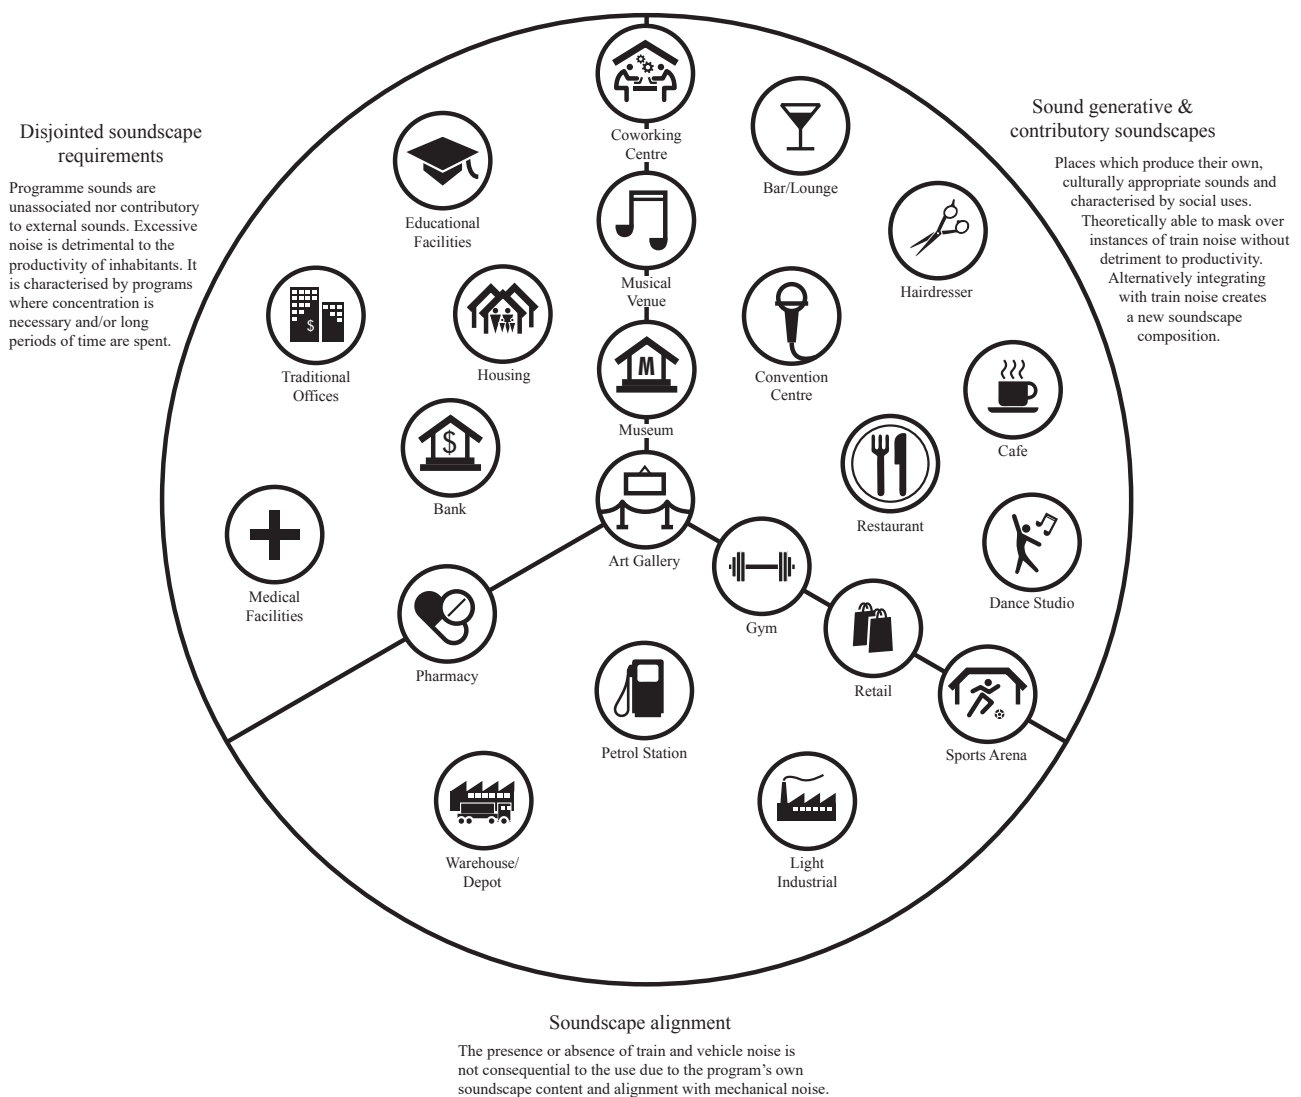 Disjointed soundscape
requirements
Programme sounds are
unassociated nor contributory
to external sounds. Excessive
noise is detrimental to the
productivity of inhabitants. It
is characterised by programs
where concentration is
necessary and/or long
periods of time are spent.
Sound generative &
contributory soundscapes
Places which produce their own,
culturally appropriate sounds and
characterised by social uses.
Theoretically able to mask over
instances of train noise without
detriment to productivity.
Alternatively integrating
with train noise creates
a new soundscape
composition.
Coworking
Centre
Bar/Lounge
Educational
Facilities
Musical
Venue
Hairdresser
$
Traditional
Offices
Housing
M
Museum
Convention
Centre
Cafe
$
Bank
Restaurant
Art Gallery
Medical
Facilities
Dance Studio
Gym
Pharmacy
Retail
Petrol Station
Sports Arena
Warehouse/
Depot
Light
Industrial
Soundscape alignment
The presence or absence of train and vehicle noise is
not consequential to the use due to the program’s own
soundscape content and alignment with mechanical noise.